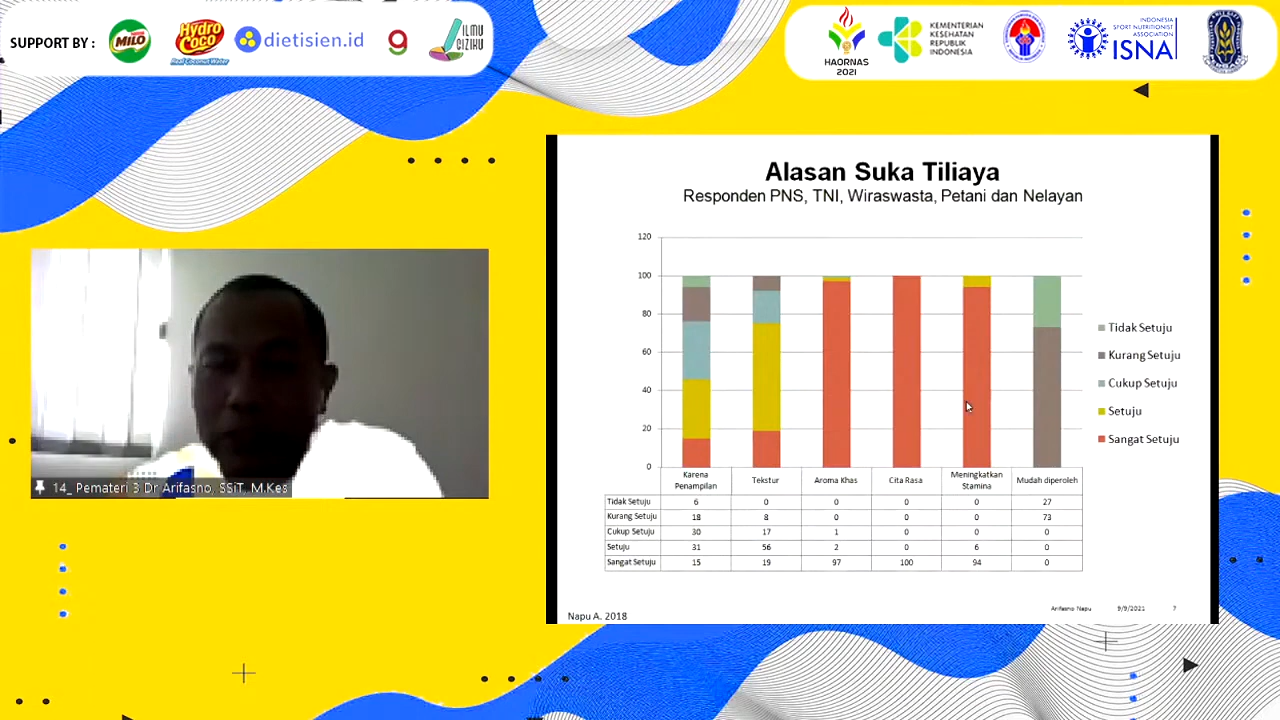 SUPPORT BY :
MILO
Hydro Coco
Real Coconut Water
dietisien.id
g
ILMU GIZIKU
HAORNAS 2021
KEMENTERIAN
KESEHATAN
REPUBLIK
INDONESIA
INDONESIA
SPORT NUTRITIONIST
ASSOCIATION
ISNA
Alasan Suka Tiliaya
Responden PNS, TNI, Wiraswasta, Petani dan Nelayan
120
100
80
60
40
20
0
Tidak Setuju
Kurang Setuju
Cukup Setuju
Setuju
Sangat Setuju
Karena Penampilan Tekstur Aroma Khas Cita Rasa Meningkatkan Stamina Mudah diperoleh
Tidak Setuju 6 0 0 0 0 27
Kurang Setuju 18 8 0 0 0 73
Cukup Setuju 30 17 1 0 0 0
Setuju 31 56 2 0 6 0
Sangat Setuju 15 19 97 100 94 0
Napu A. 2018
Arifasno Napu 9/9/2021 7
14_ Pemateri 3 Dr Arifasno, SSiT, M.Kes